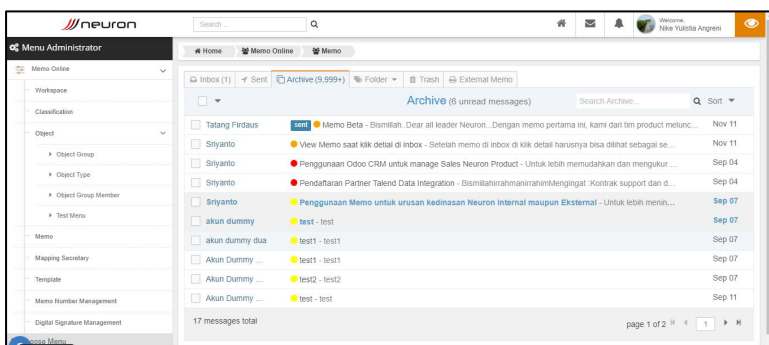 neuron
Search ...
Welcome,
Nike Yulistia Angreni
Menu Administrator
Home Memo Online Memo
Memo Online
Workspace
Classification
Object
Object Group
Object Type
Object Group Member
Test Menu
Memo
Mapping Secretary
Template
Memo Number Management
Digital Signature Management
oose Menu
Inbox (1) Sent Archive (9,999+) Folder Trash External Memo
Archive (6 unread messages) Search Archive... Sort
Tatang Firdaus sent Memo Beta - Bismillah..Dear all leader Neuron...Dengan memo pertama ini, kami dari tim product melunc... Nov 11
Sriyanto View Memo saat klik detial di inbox - Setelah memo di inbox di klik detail harusnya bisa dilihat sebagai se... Nov 11
Sriyanto Penggunaan Odoo CRM untuk manage Sales Neuron Product - Untuk lebih memudahkan dan mengukur ... Sep 04
Sriyanto Pendaftaran Partner Talend Data Integration - BismillahirrahmanirrahimMengingat :Kontrak support dan d... Sep 04
Sriyanto Penggunaan Memo untuk urusan kedinasan Neuron Internal maupun Eksternal - Untuk lebih menin... Sep 07
akun dummy test - test Sep 07
akun dummy dua test1 - test1 Sep 07
Akun Dummy ... test1 - test1 Sep 07
Akun Dummy ... test2 - test2 Sep 07
Akun Dummy ... test - test Sep 11
17 messages total page 1 of 2 1